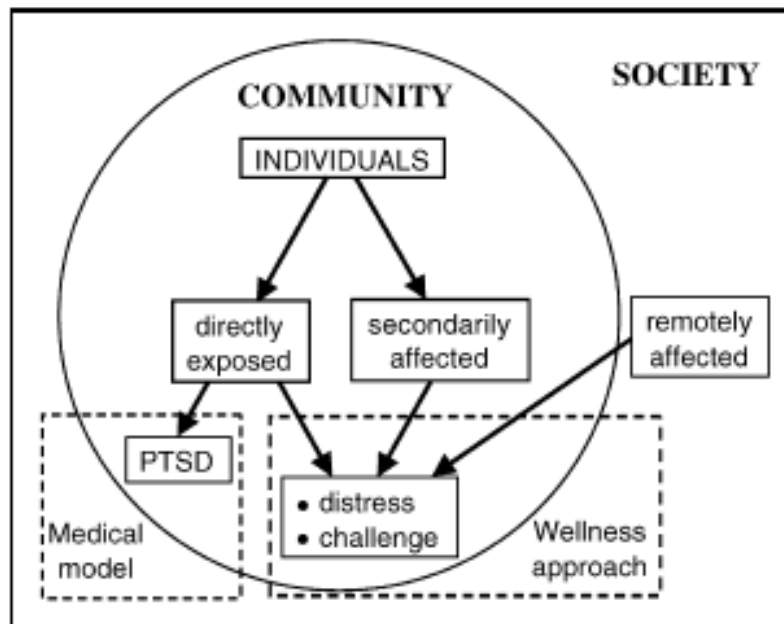 SOCIETY
COMMUNITY
INDIVIDUALS
directly
exposed
secondarily
affected
remotely
affected
PTSD
• distress
• challenge
Medical
model
Wellness
approach